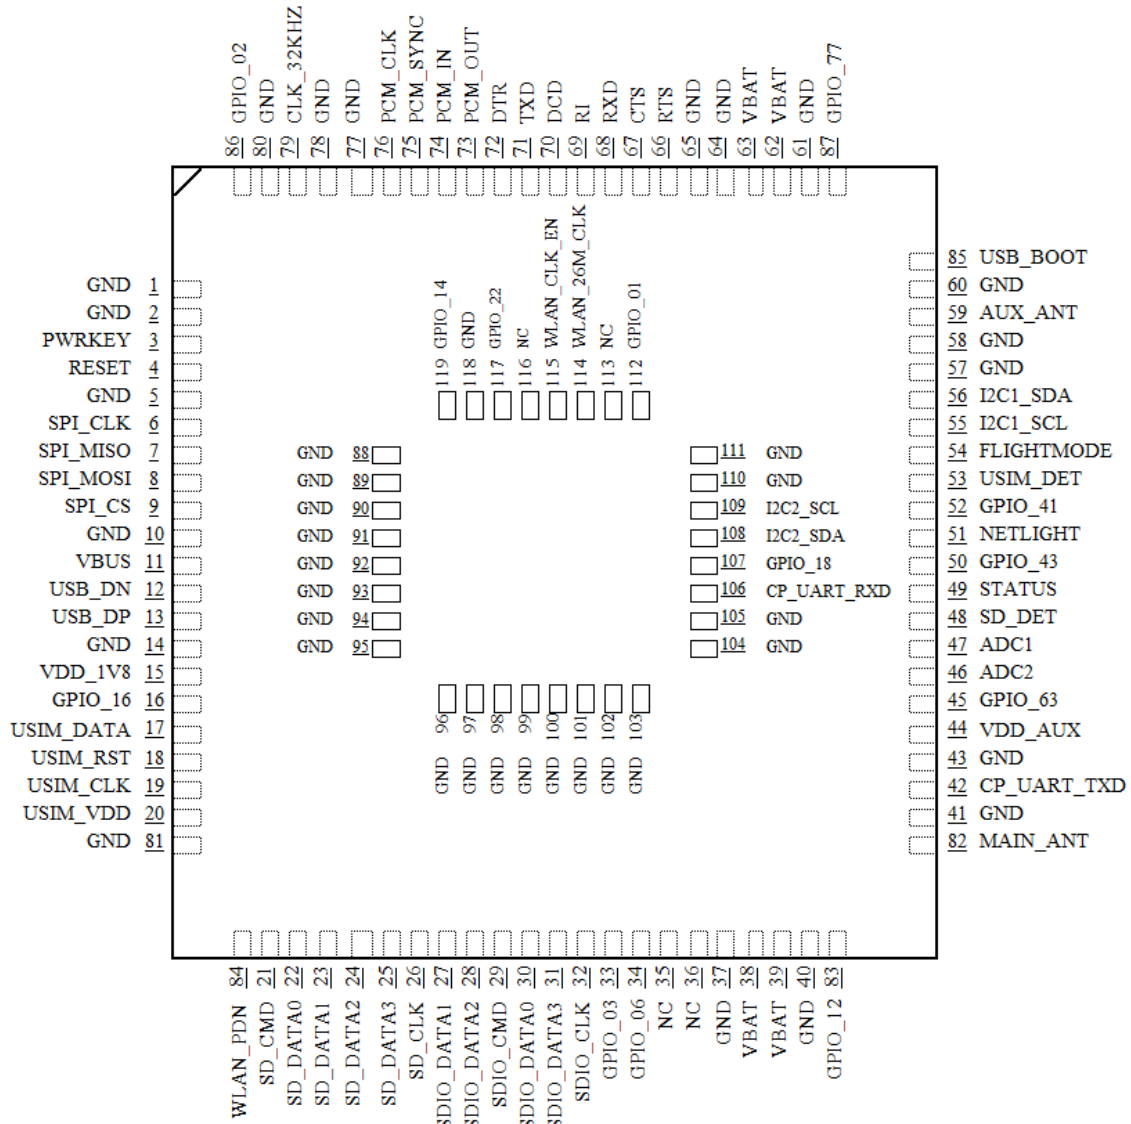 86 GPIO_02
80 GND
79 CLK_32KHZ
78 GND
77 GND
76 PCM_CLK
75 PCM_SYNC
74 PCM_IN
73 PCM_OUT
72 DTR
71 TXD
70 DCD
69 RI
68 RXD
67 CTS
66 RTS
65 GND
64 GND
63 VBAT
62 VBAT
61 GND
87 GPIO_77
GND 1
GND 2
PWRKEY 3
RESET 4
GND 5
SPI_CLK 6
SPI_MISO 7
SPI_MOSI 8
SPI_CS 9
GND 10
VBUS 11
USB_DN 12
USB_DP 13
GND 14
VDD_1V8 15
GPIO_16 16
USIM_DATA 17
USIM_RST 18
USIM_CLK 19
USIM_VDD 20
GND 81
119 GPIO_14
118 GND
117 GPIO_22
116 NC
115 WLAN_CLK_EN
114 WLAN_26M_CLK
113 NC
112 GPIO_01
GND 88
GND 89
GND 90
GND 91
GND 92
GND 93
GND 94
GND 95
111 GND
110 GND
109 I2C2_SCL
108 I2C2_SDA
107 GPIO_18
106 CP_UART_RXD
105 GND
104 GND
GND 96
GND 97
GND 98
GND 99
GND 100
GND 101
GND 102
GND 103
85 USB_BOOT
60 GND
59 AUX_ANT
58 GND
57 GND
56 I2C1_SDA
55 I2C1_SCL
54 FLIGHTMODE
53 USIM_DET
52 GPIO_41
51 NETLIGHT
50 GPIO_43
49 STATUS
48 SD_DET
47 ADC1
46 ADC2
45 GPIO_63
44 VDD_AUX
43 GND
42 CP_UART_TXD
41 GND
82 MAIN_ANT
WLAN_PDN 84
SD_CMD 21
SD_DATA0 22
SD_DATA1 23
SD_DATA2 24
SD_DATA3 25
SD_CLK 26
SDIO_DATA1 27
SDIO_DATA2 28
SDIO_CMD 29
SDIO_DATA0 30
SDIO_DATA3 31
SDIO_CLK 32
GPIO_03 33
GPIO_06 34
NC 35
NC 36
GND 37
VBAT 38
VBAT 39
GND 40
GPIO_12 83